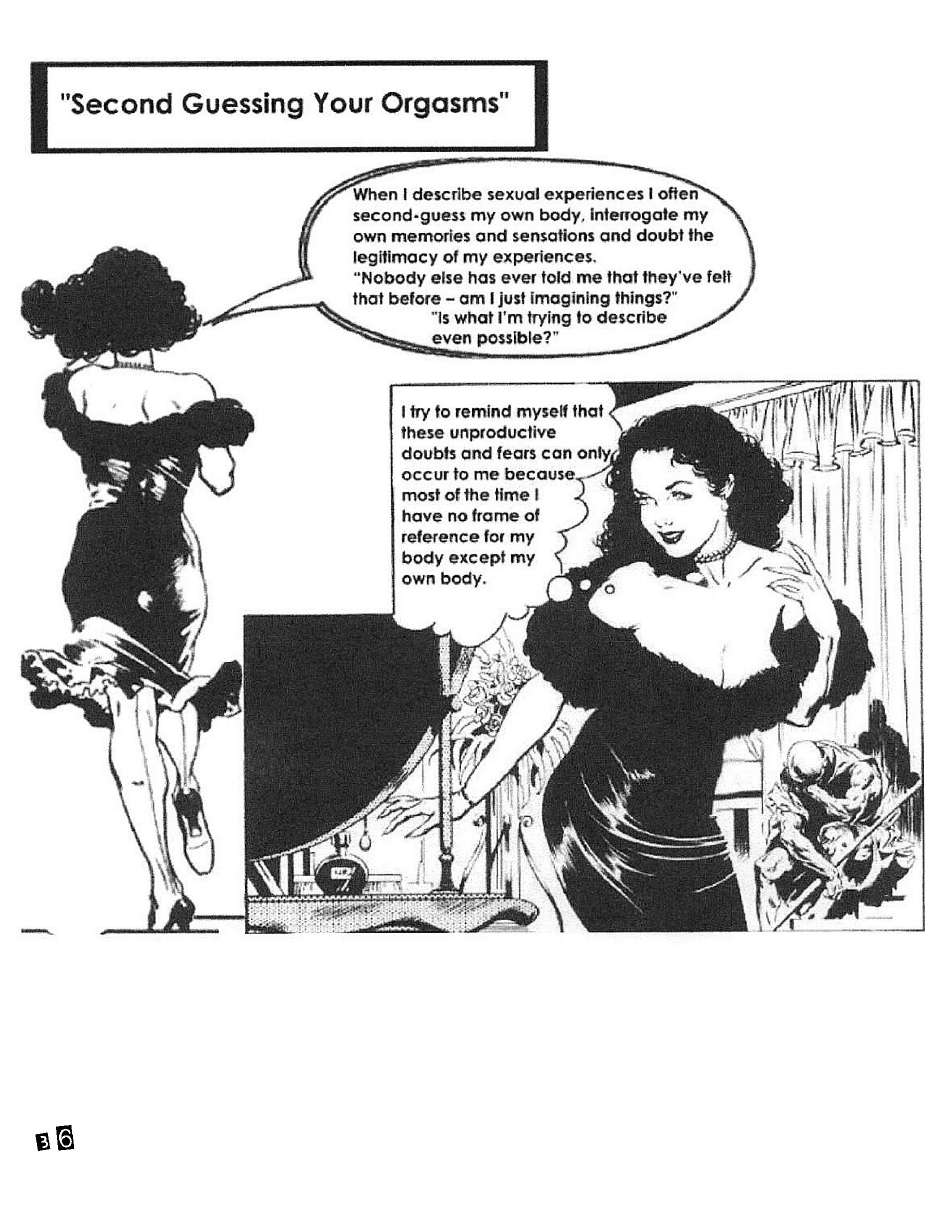 "Second Guessing Your Orgasms"
When I describe sexual experiences I often
second-guess my own body, interrogate my
own memories and sensations and doubt the
legitimacy of my experiences.
"Nobody else has ever told me that they've felt
that before – am I just imagining things?"
"Is what I'm trying to describe
even possible?"
I try to remind myself that
these unproductive
doubts and fears can only
occur to me because
most of the time I
have no frame of
reference for my
body except my
own body.
36